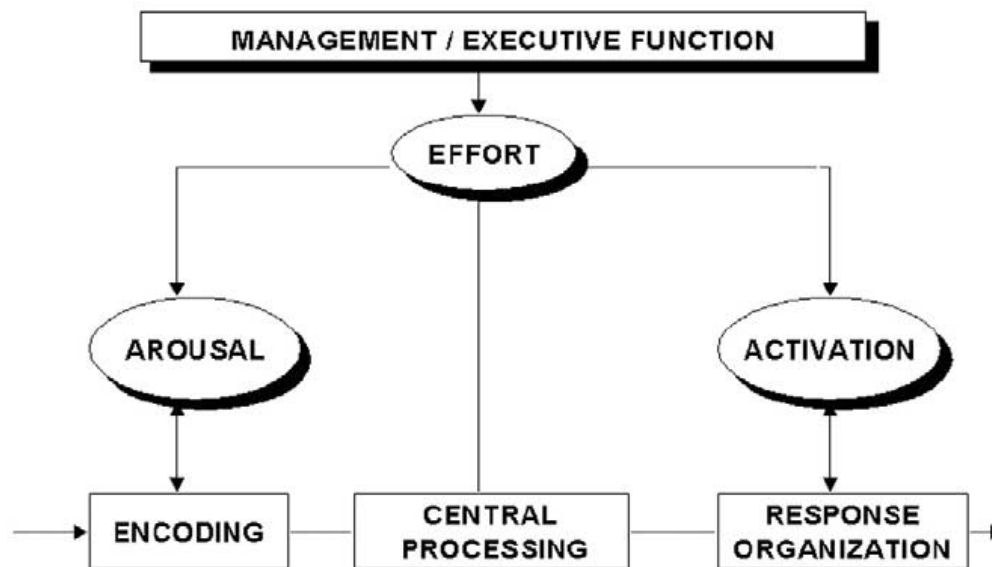 MANAGEMENT / EXECUTIVE FUNCTION
EFFORT
AROUSAL
ACTIVATION
ENCODING
CENTRAL
PROCESSING
RESPONSE
ORGANIZATION